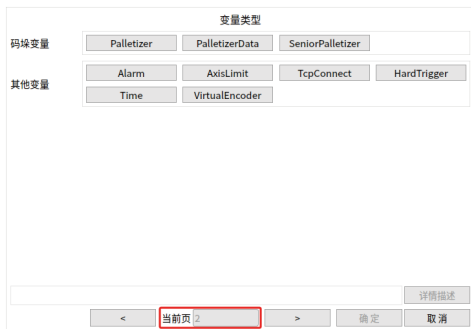 变量类型
码垛变量 Palletizer PalletizerData SeniorPalletizer
其他变量 Alarm AxisLimit TcpConnect HardTrigger
Time VirtualEncoder
详情描述
< 当前页 2 > 确定 取消